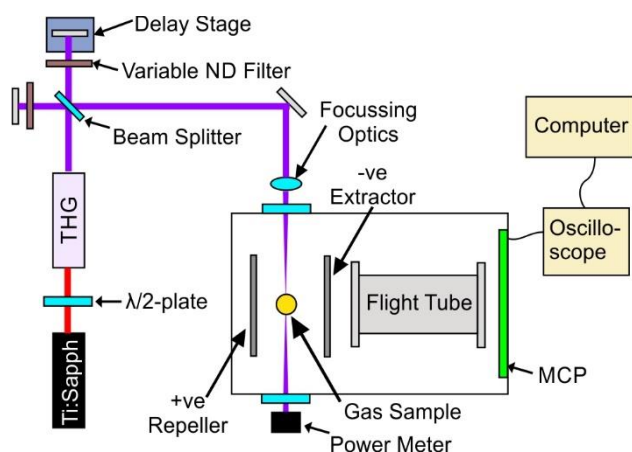 Delay Stage
Variable ND Filter
Beam Splitter
Focussing
Optics
-ve
Extractor
Computer
Oscillo-
scope
THG
λ/2-plate
Ti:Sapph
Flight Tube
MCP
+ve
Repeller
Gas Sample
Power Meter